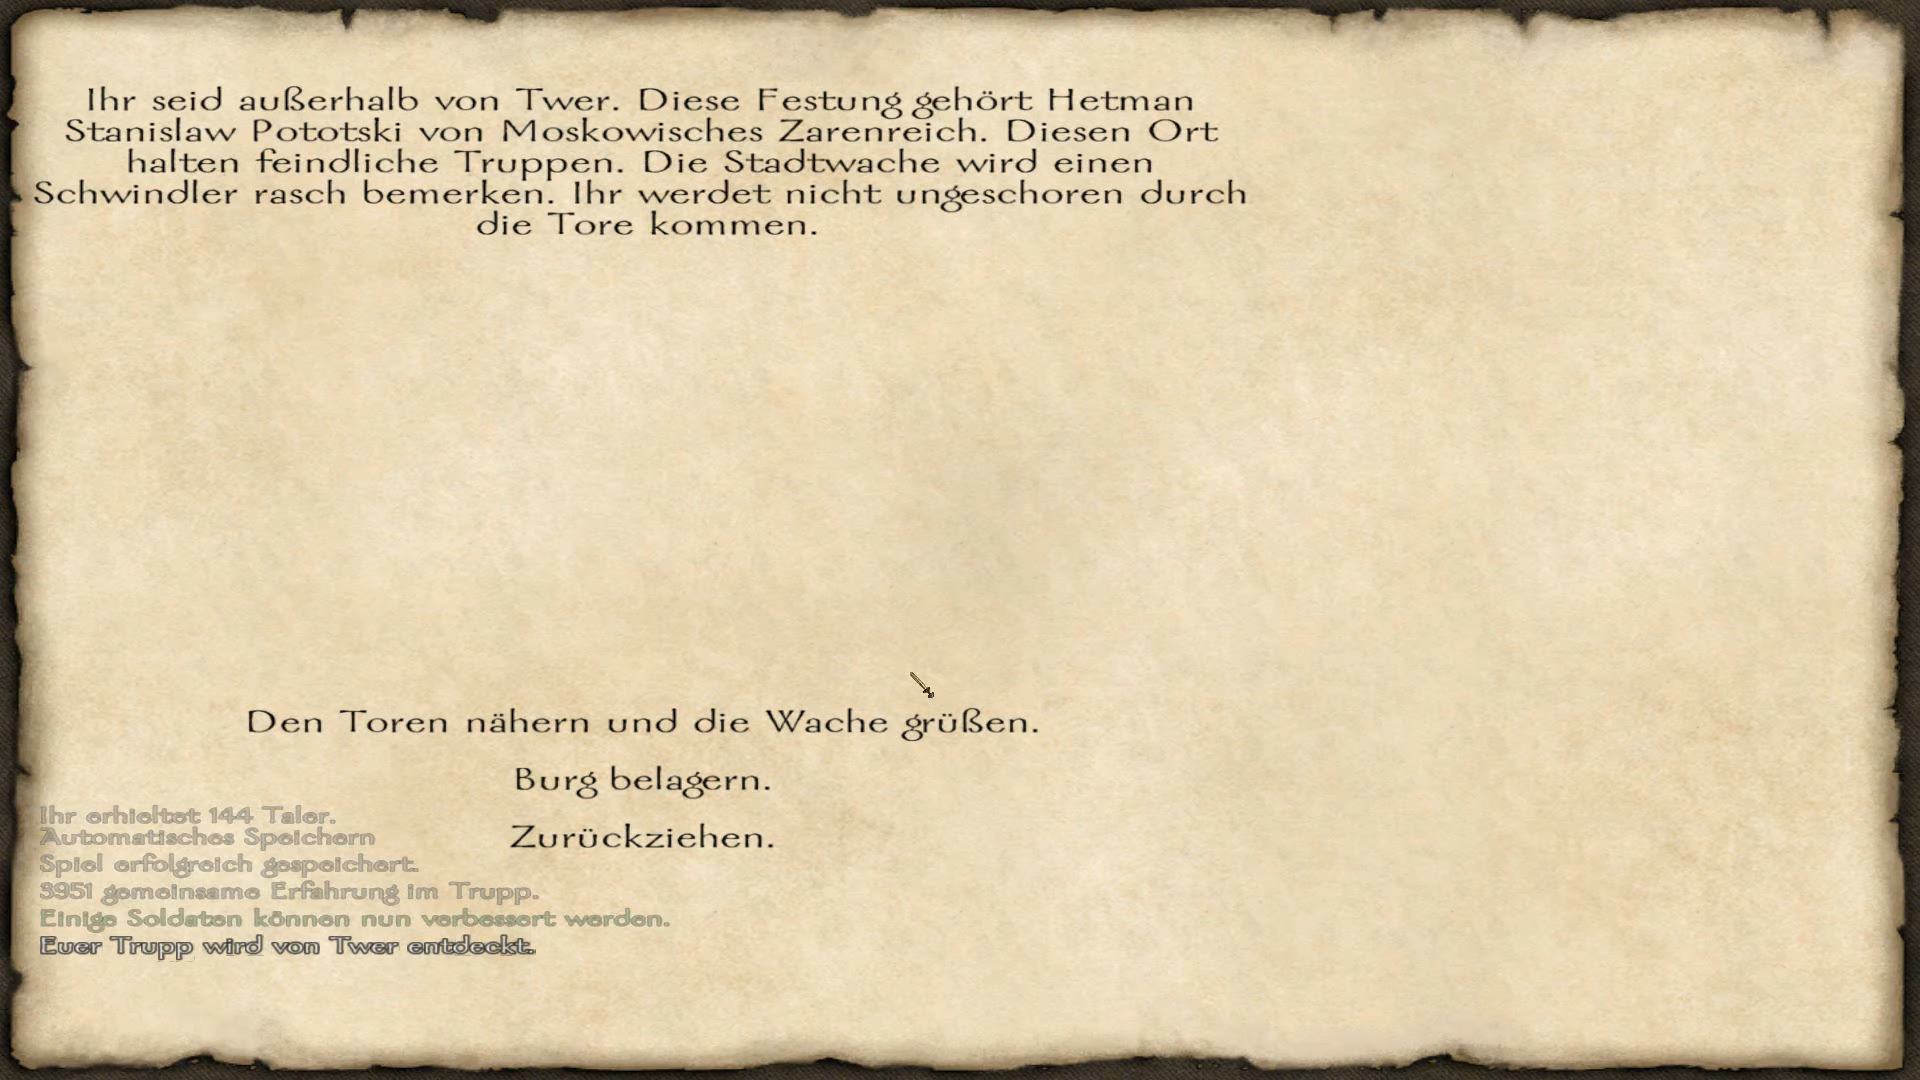 Ihr seid außerhalb von Twer. Diese Festung gehört Hetman
Stanislaw Pototski von Moskowisches Zarenreich. Diesen Ort
halten feindliche Truppen. Die Stadtwache wird einen
Schwindler rasch bemerken. Ihr werdet nicht ungeschoren durch
die Tore kommen.
Den Toren nähern und die Wache grüßen.
Burg belagern.
Zurückziehen.
Ihr erhieltet 144 Taler.
Automatisches Speichern
Spiel erfolgreich gespeichert.
3951 gemeinsame Erfahrung im Trupp.
Einige Soldaten können nun verbessert werden.
Euer Trupp wird von Twer entdeckt.